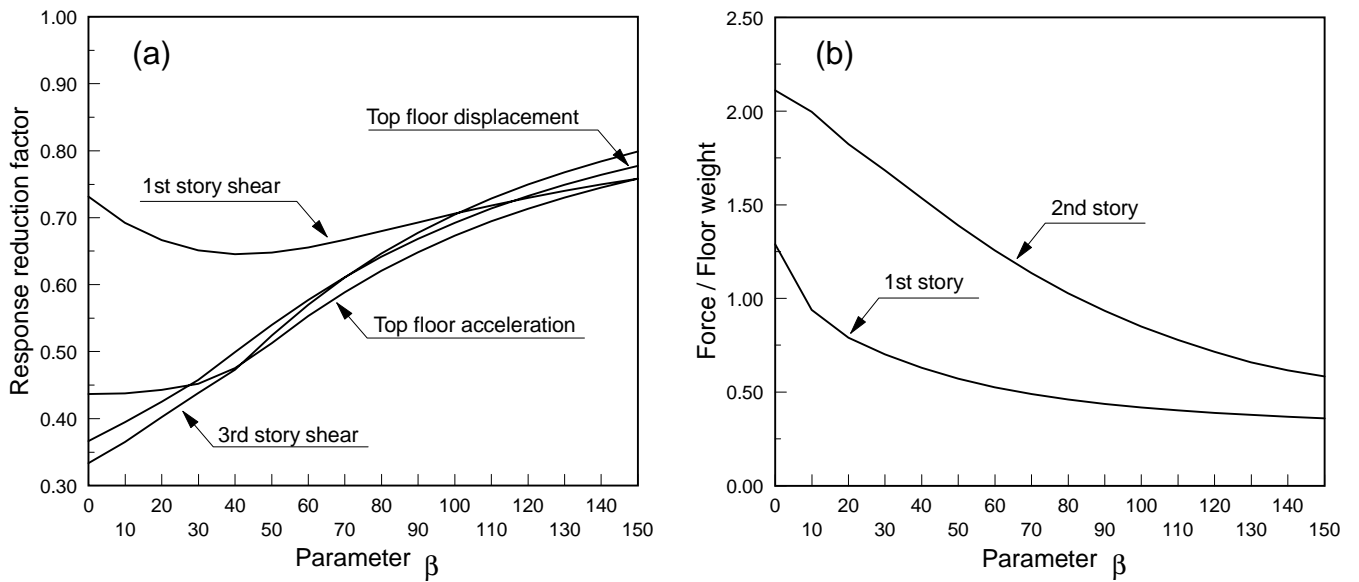 (a)
Response reduction factor
1.00
0.90
0.80
0.70
0.60
0.50
0.40
0.30
Top floor displacement
1st story shear
Top floor acceleration
3rd story shear
0 20 40 60 80 100 120 140
10 30 50 70 90 110 130 150
Parameter β
(b)
Force / Floor weight
2.50
2.00
1.50
1.00
0.50
0.00
2nd story
1st story
0 20 40 60 80 100 120 140
10 30 50 70 90 110 130 150
Parameter β